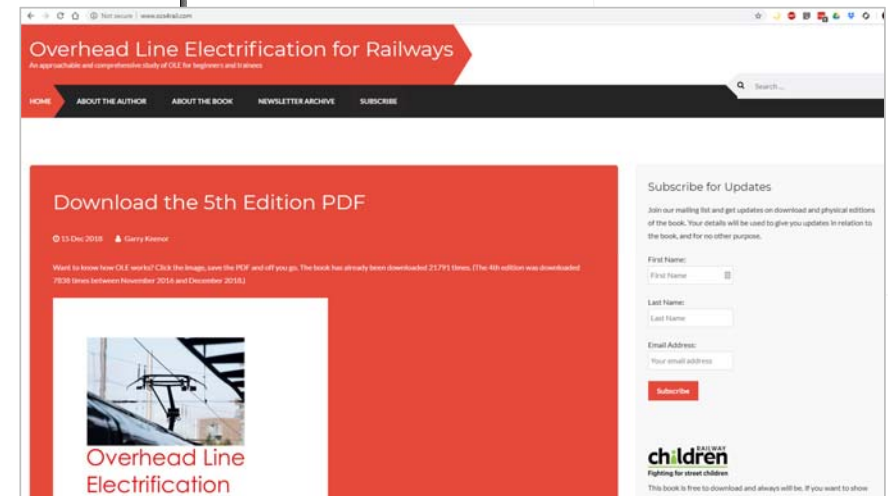 Not secure | www.ocs4rail.com
Overhead Line Electrification for Railways
An approachable and comprehensive study of OLE for beginners and trainees
Search ...
HOME ABOUT THE AUTHOR ABOUT THE BOOK NEWSLETTER ARCHIVE SUBSCRIBE
Download the 5th Edition PDF
15 Dec 2018 Garry Keenor
Want to know how OLE works? Click the image, save the PDF and off you go. The book has already been downloaded 21791 times. (The 4th edition was downloaded
7838 times between November 2016 and December 2018.)
Overhead Line
Electrification
Subscribe for Updates
Join our mailing list and get updates on download and physical editions
of the book. Your details will be used to give you updates in relation to
the book, and for no other purpose.
First Name:
First Name
Last Name:
Last Name
Email Address:
Your email address
Subscribe
RAILWAY
children
Fighting for street children
This book is free to download and always will be. If you want to show